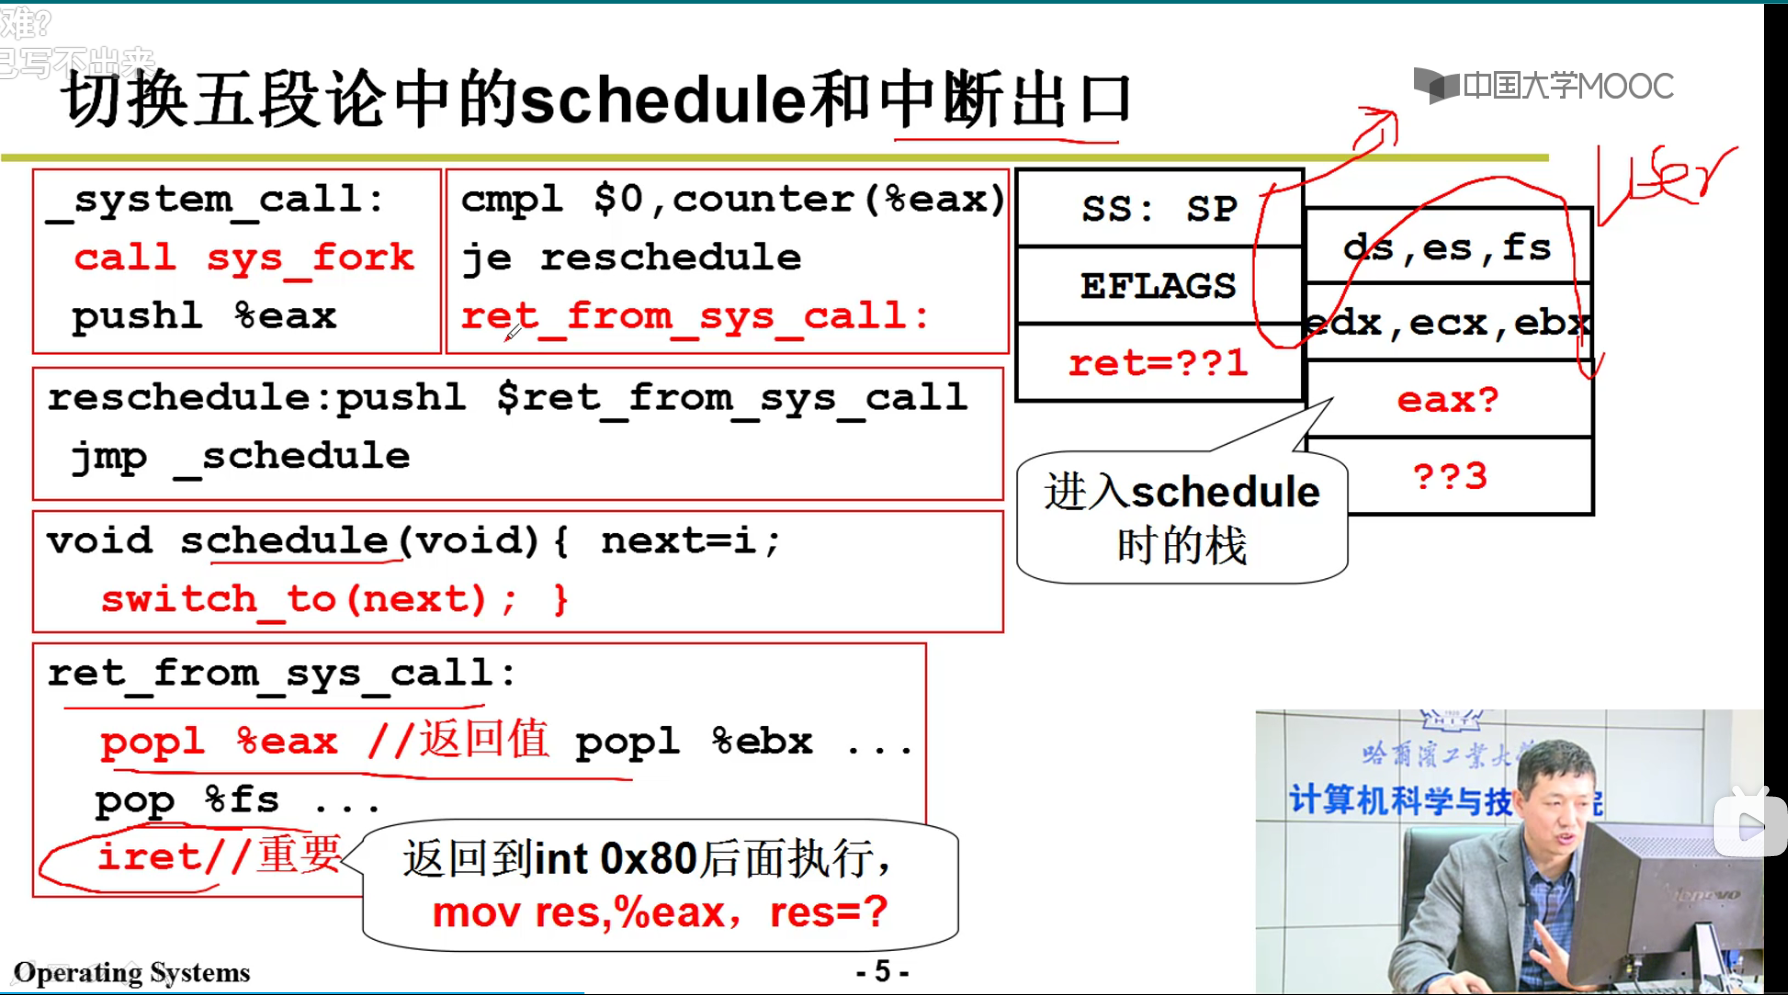 难?
已写不出来
切换五段论中的schedule和中断出口
中国大学MOOC
_system_call:
call sys_fork
pushl %eax
cmpl $0,counter(%eax)
je reschedule
ret_from_sys_call:
reschedule:pushl $ret_from_sys_call
jmp _schedule
void schedule(void){ next=i;
switch_to(next); }
ret_from_sys_call:
popl %eax //返回值 popl %ebx ...
pop %fs ...
iret//重要
返回到int 0x80后面执行,
mov res,%eax，res=?
SS: SP
EFLAGS
ret=??1
User
ds,es,fs
edx,ecx,ebx
eax?
??3
进入schedule
时的栈
哈尔滨工业大学
计算机科学与技
院
lenovo
Operating Systems
- 5 -